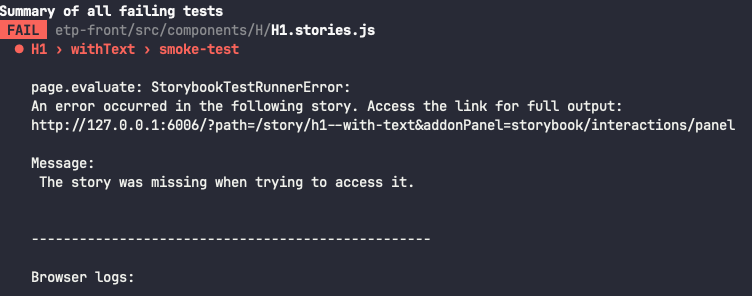 Summary of all failing tests
FAIL etp-front/src/components/H/H1.stories.js
● H1 › withText › smoke-test
page.evaluate: StorybookTestRunnerError:
An error occurred in the following story. Access the link for full output:
http://127.0.0.1:6006/?path=/story/h1--with-text&addonPanel=storybook/interactions/panel
Message:
The story was missing when trying to access it.
--------------------------------------------------
Browser logs: